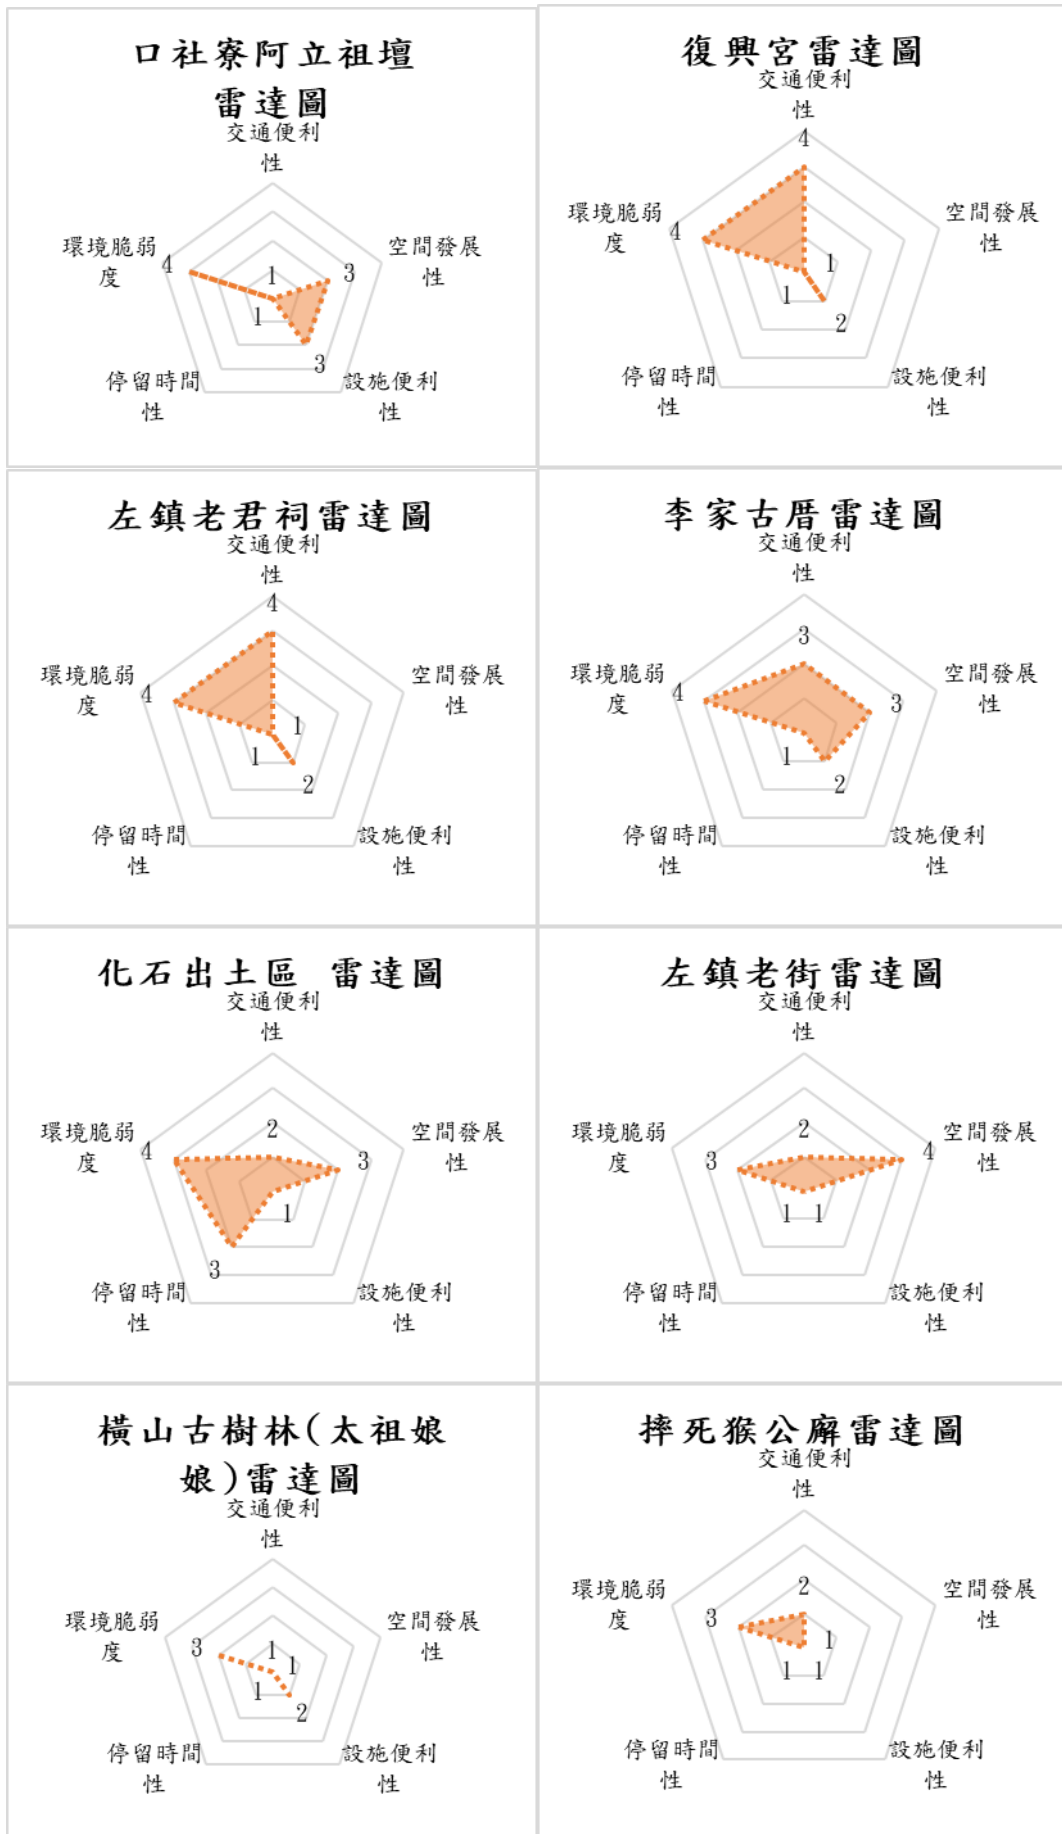 口社寮阿立祖壇
雷達圖
交通便利
性
環境脆弱
度
4
1
3
空間發展
性
1
3
停留時間
性
設施便利
性
復興宮雷達圖
交通便利
性
4
環境脆弱
度
4
空間發展
性
1
1
2
停留時間
性
設施便利
性
左鎮老君祠雷達圖
交通便利
性
4
環境脆弱
度
4
空間發展
性
1
1
2
停留時間
性
設施便利
性
李家古厝雷達圖
交通便利
性
3
環境脆弱
度
4
3
空間發展
性
1
2
停留時間
性
設施便利
性
化石出土區 雷達圖
交通便利
性
2
環境脆弱
度
4
3
空間發展
性
1
3
停留時間
性
設施便利
性
左鎮老街雷達圖
交通便利
性
2
環境脆弱
度
3
4
空間發展
性
1
1
停留時間
性
設施便利
性
橫山古樹林(太祖娘
娘)雷達圖
交通便利
性
環境脆弱
度
3
1
1
空間發展
性
1
2
停留時間
性
設施便利
性
摔死猴公廨雷達圖
交通便利
性
2
環境脆弱
度
3
1
空間發展
性
1
1
停留時間
性
設施便利
性